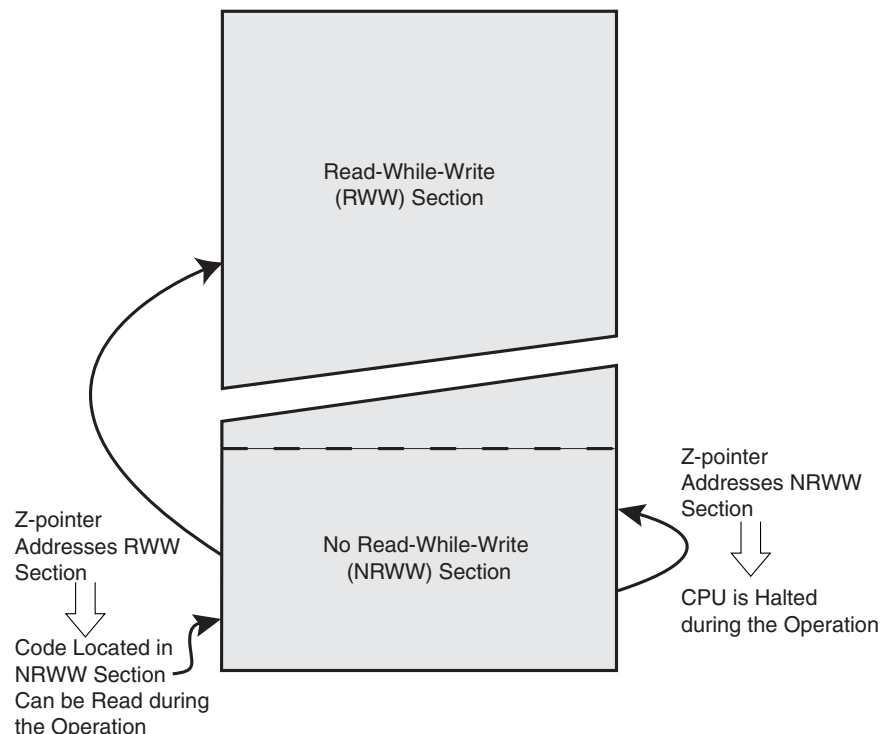 Read-While-Write
(RWW) Section
Z-pointer
Addresses NRWW
Section
Z-pointer
Addresses RWW
Section
No Read-While-Write
(NRWW) Section
CPU is Halted
during the Operation
Code Located in
NRWW Section
Can be Read during
the Operation